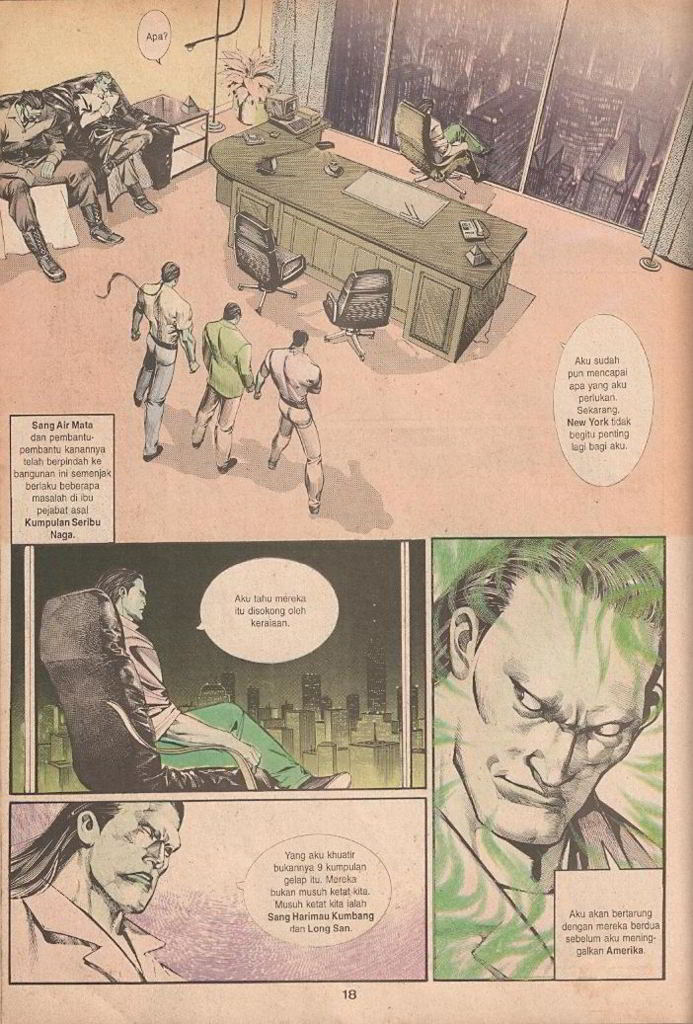 Apa?
Aku sudah
pun mencapai
apa yang aku
perlukan.
Sekarang,
New York tidak
begitu penting
lagi bagi aku.
Sang Air Mata
dan pembantu-
pembantu kanannya
telah berpindah ke
bangunan ini semenjak
berlaku beberapa
masalah di ibu
pejabat asal
Kumpulan Seribu
Naga.
Aku tahu mereka
itu disokong oleh
keraiaan.
Yang aku khuatir
bukannya 9 kumpulan
gelap itu. Mereka
bukan musuh ketat kita.
Musuh ketat kita ialah
Sang Harimau Kumbang
dan Long San.
Aku akan bertarung
dengan mereka berdua
sebelum aku mening-
galkan Amerika.
18